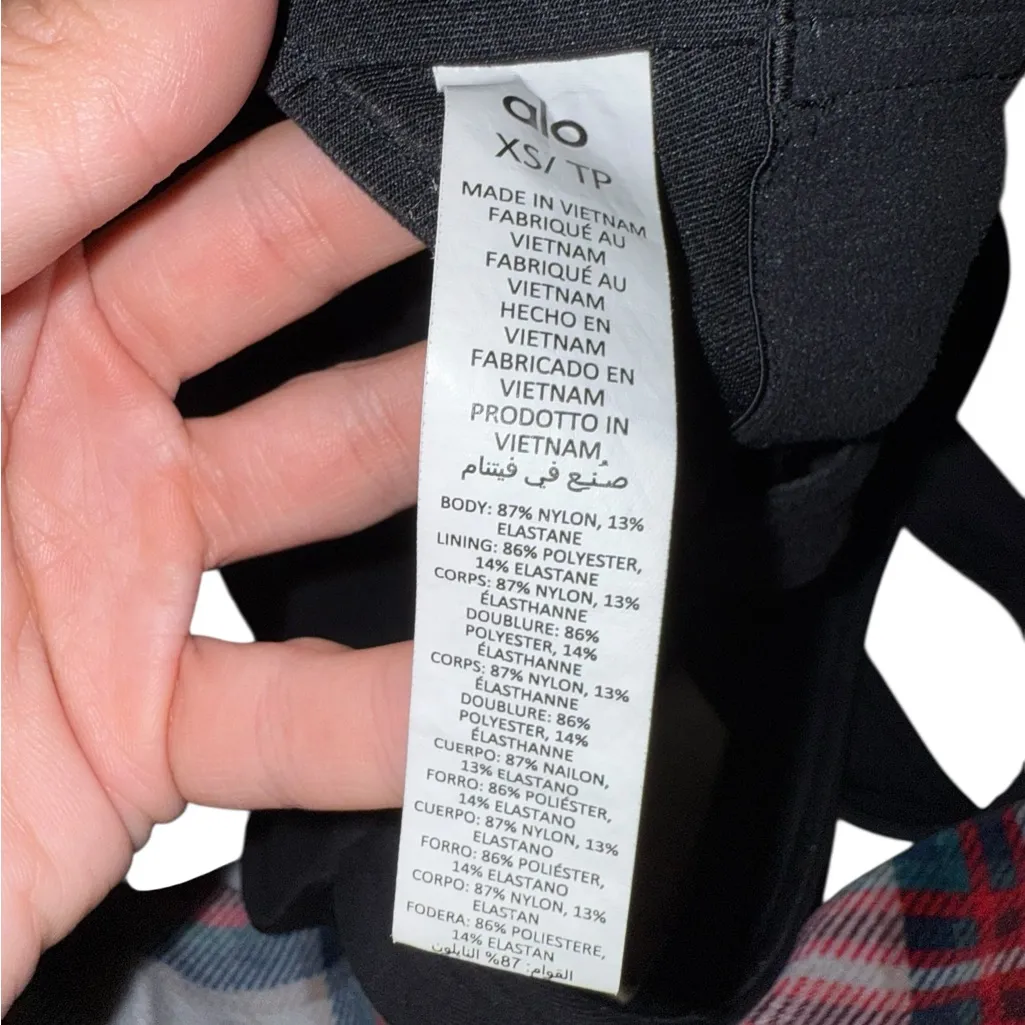 alo
XS/ TP
MADE IN VIETNAM
FABRIQUÉ AU
VIETNAM
FABRIQUÉ AU
VIETNAM
HECHO EN
VIETNAM
FABRICADO EN
VIETNAM
PRODOTTO IN
VIETNAM
صُنع في فيتنام
BODY: 87% NYLON, 13%
ELASTANE
LINING: 86% POLYESTER,
14% ELASTANE
CORPS: 87% NYLON, 13%
ÉLASTHANNE
DOUBLURE: 86%
POLYESTER, 14%
ÉLASTHANNE
CORPS: 87% NYLON, 13%
ÉLASTHANNE
DOUBLURE: 86%
POLYESTER, 14%
ÉLASTHANNE
CUERPO: 87% NAILON,
13% ELASTANO
FORRO: 86% POLIÉSTER,
14% ELASTANO
CUERPO: 87% NYLON, 13%
ELASTANO
FORRO: 86% POLIÉSTER,
14% ELASTANO
CORPO: 87% NYLON, 13%
ELASTAN
FODERA: 86% POLIESTERE,
14% ELASTAN
القوام: 87% النايلون